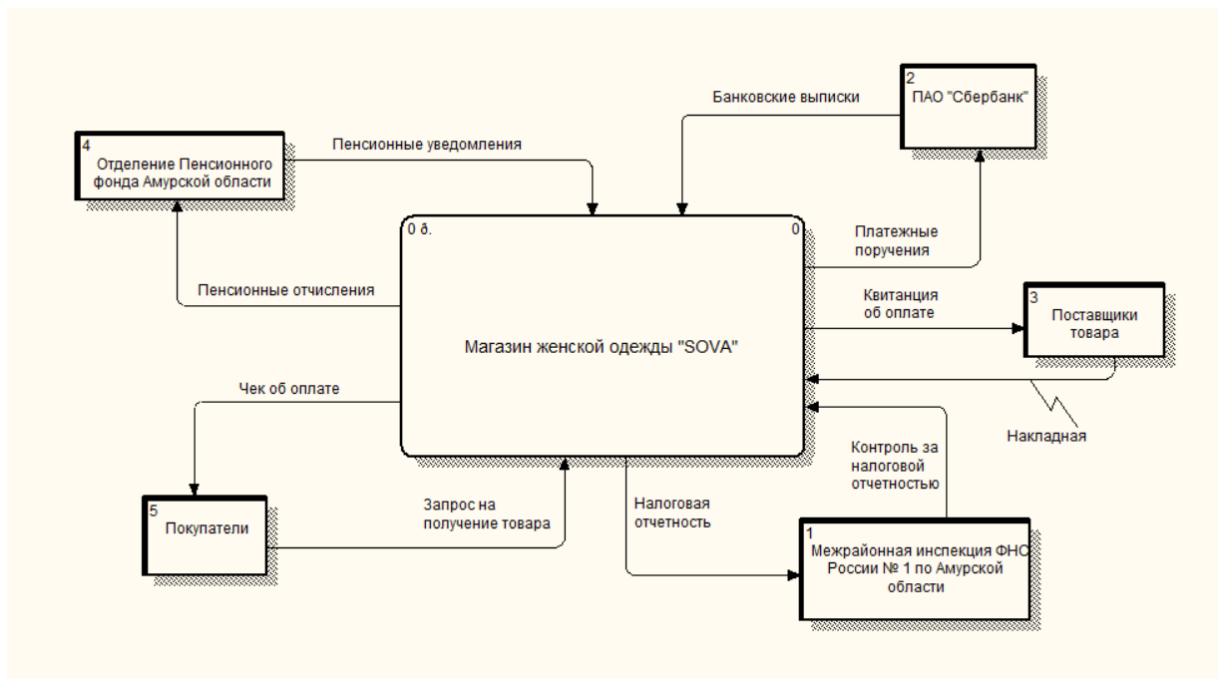 2
ПАО "Сбербанк"
Банковские выписки
4
Отделение Пенсионного
фонда Амурской области
Пенсионные уведомления
0 ð.
0
Платежные
поручения
Пенсионные отчисления
Квитанция
об оплате
3
Поставщики
товара
Магазин женской одежды "SOVA"
Чек об оплате
Накладная
Контроль за
налоговой
отчетностью
5
Покупатели
Запрос на
получение товара
Налоговая
отчетность
1
Межрайонная инспекция ФНС
России № 1 по Амурской
области